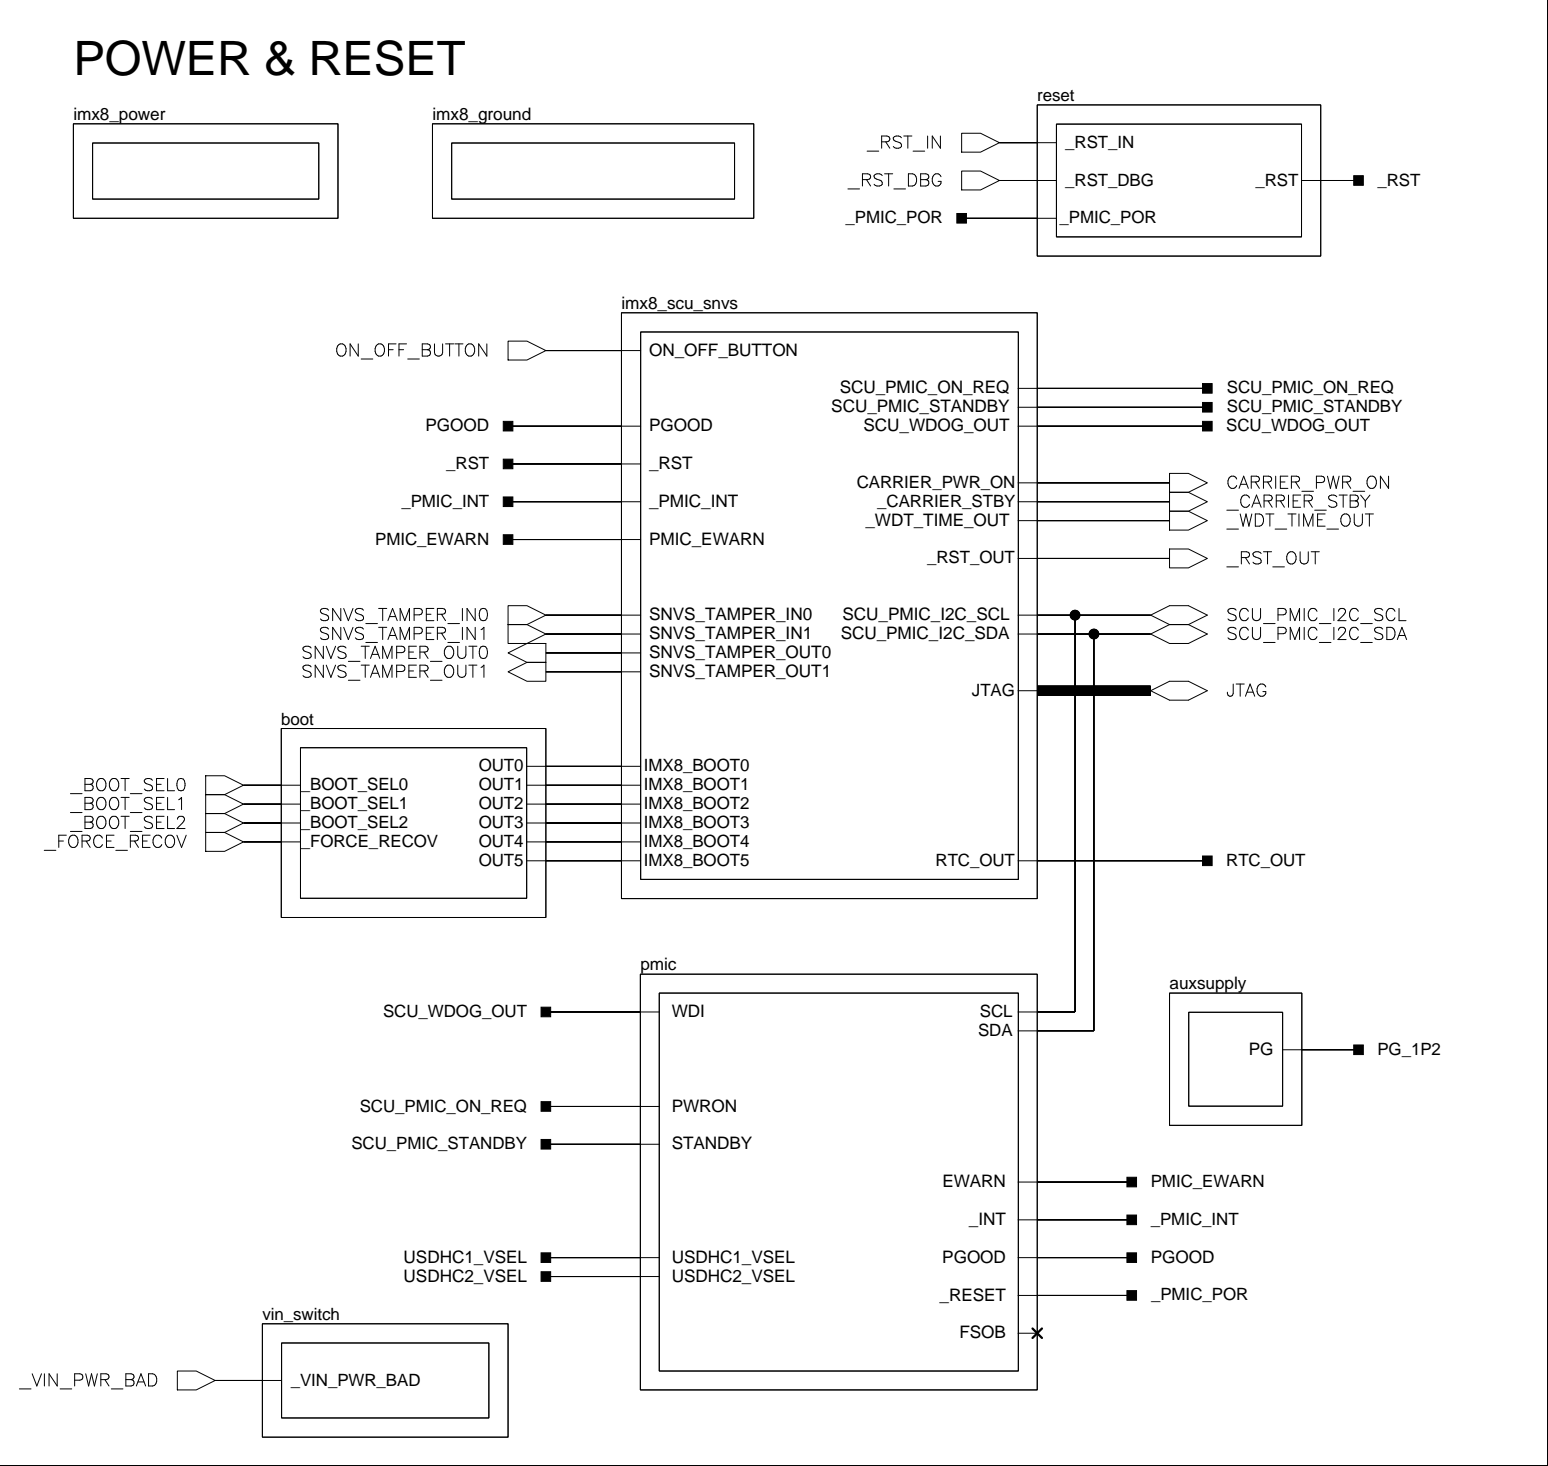 POWER & RESET
imx8_power
imx8_ground
reset
_RST_IN
_RST_IN
_RST_DBG
_RST_DBG
_RST
_RST
_PMIC_POR
_PMIC_POR
imx8_scu_snvs
ON_OFF_BUTTON
ON_OFF_BUTTON
SCU_PMIC_ON_REQ
SCU_PMIC_ON_REQ
SCU_PMIC_STANDBY
SCU_PMIC_STANDBY
PGOOD
PGOOD
SCU_WDOG_OUT
SCU_WDOG_OUT
_RST
_RST
CARRIER_PWR_ON
CARRIER_PWR_ON
_PMIC_INT
_PMIC_INT
_CARRIER_STBY
_CARRIER_STBY
_WDT_TIME_OUT
_WDT_TIME_OUT
PMIC_EWARN
PMIC_EWARN
_RST_OUT
_RST_OUT
SNVS_TAMPER_IN0
SNVS_TAMPER_IN0
SCU_PMIC_I2C_SCL
SCU_PMIC_I2C_SCL
SNVS_TAMPER_IN1
SNVS_TAMPER_IN1
SCU_PMIC_I2C_SDA
SCU_PMIC_I2C_SDA
SNVS_TAMPER_OUT0
SNVS_TAMPER_OUT0
SNVS_TAMPER_OUT1
SNVS_TAMPER_OUT1
JTAG
JTAG
boot
OUT0
IMX8_BOOT0
_BOOT_SEL0
_BOOT_SEL0
OUT1
IMX8_BOOT1
_BOOT_SEL1
_BOOT_SEL1
OUT2
IMX8_BOOT2
_BOOT_SEL2
_BOOT_SEL2
OUT3
IMX8_BOOT3
_FORCE_RECOV
_FORCE_RECOV
OUT4
IMX8_BOOT4
OUT5
IMX8_BOOT5
RTC_OUT
RTC_OUT
pmic
auxsupply
SCU_WDOG_OUT
WDI
SCL
SDA
PG
PG_1P2
SCU_PMIC_ON_REQ
PWRON
SCU_PMIC_STANDBY
STANDBY
EWARN
PMIC_EWARN
_INT
_PMIC_INT
USDHC1_VSEL
USDHC1_VSEL
PGOOD
PGOOD
USDHC2_VSEL
USDHC2_VSEL
_RESET
_PMIC_POR
vin_switch
FSOB
_VIN_PWR_BAD
_VIN_PWR_BAD